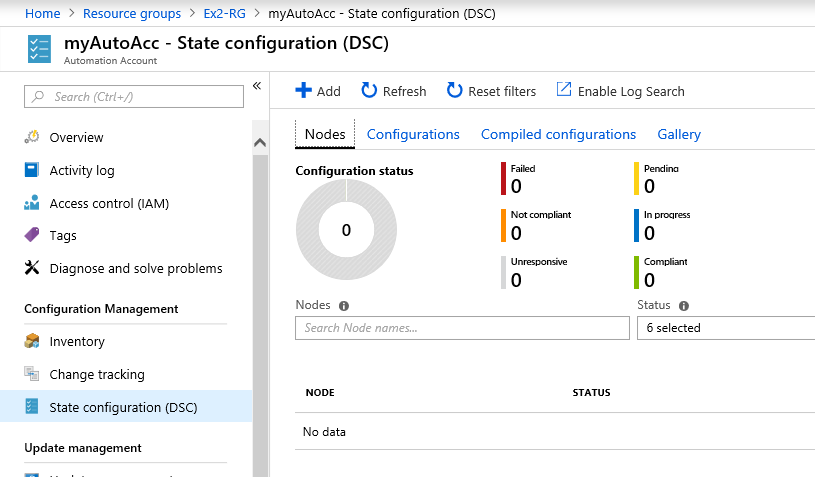 Home > Resource groups > Ex2-RG > myAutoAcc - State configuration (DSC)
myAutoAcc - State configuration (DSC)
Automation Account
Search (Ctrl+/)
«
Overview
Activity log
Access control (IAM)
Tags
Diagnose and solve problems
Configuration Management
Inventory
Change tracking
State configuration (DSC)
Update management
Add Refresh Reset filters Enable Log Search
Nodes Configurations Compiled configurations Gallery
Configuration status
0
Failed
0
Pending
0
Not compliant
0
In progress
0
Unresponsive
0
Compliant
0
Nodes Status
Search Node names... 6 selected
NODE STATUS
No data